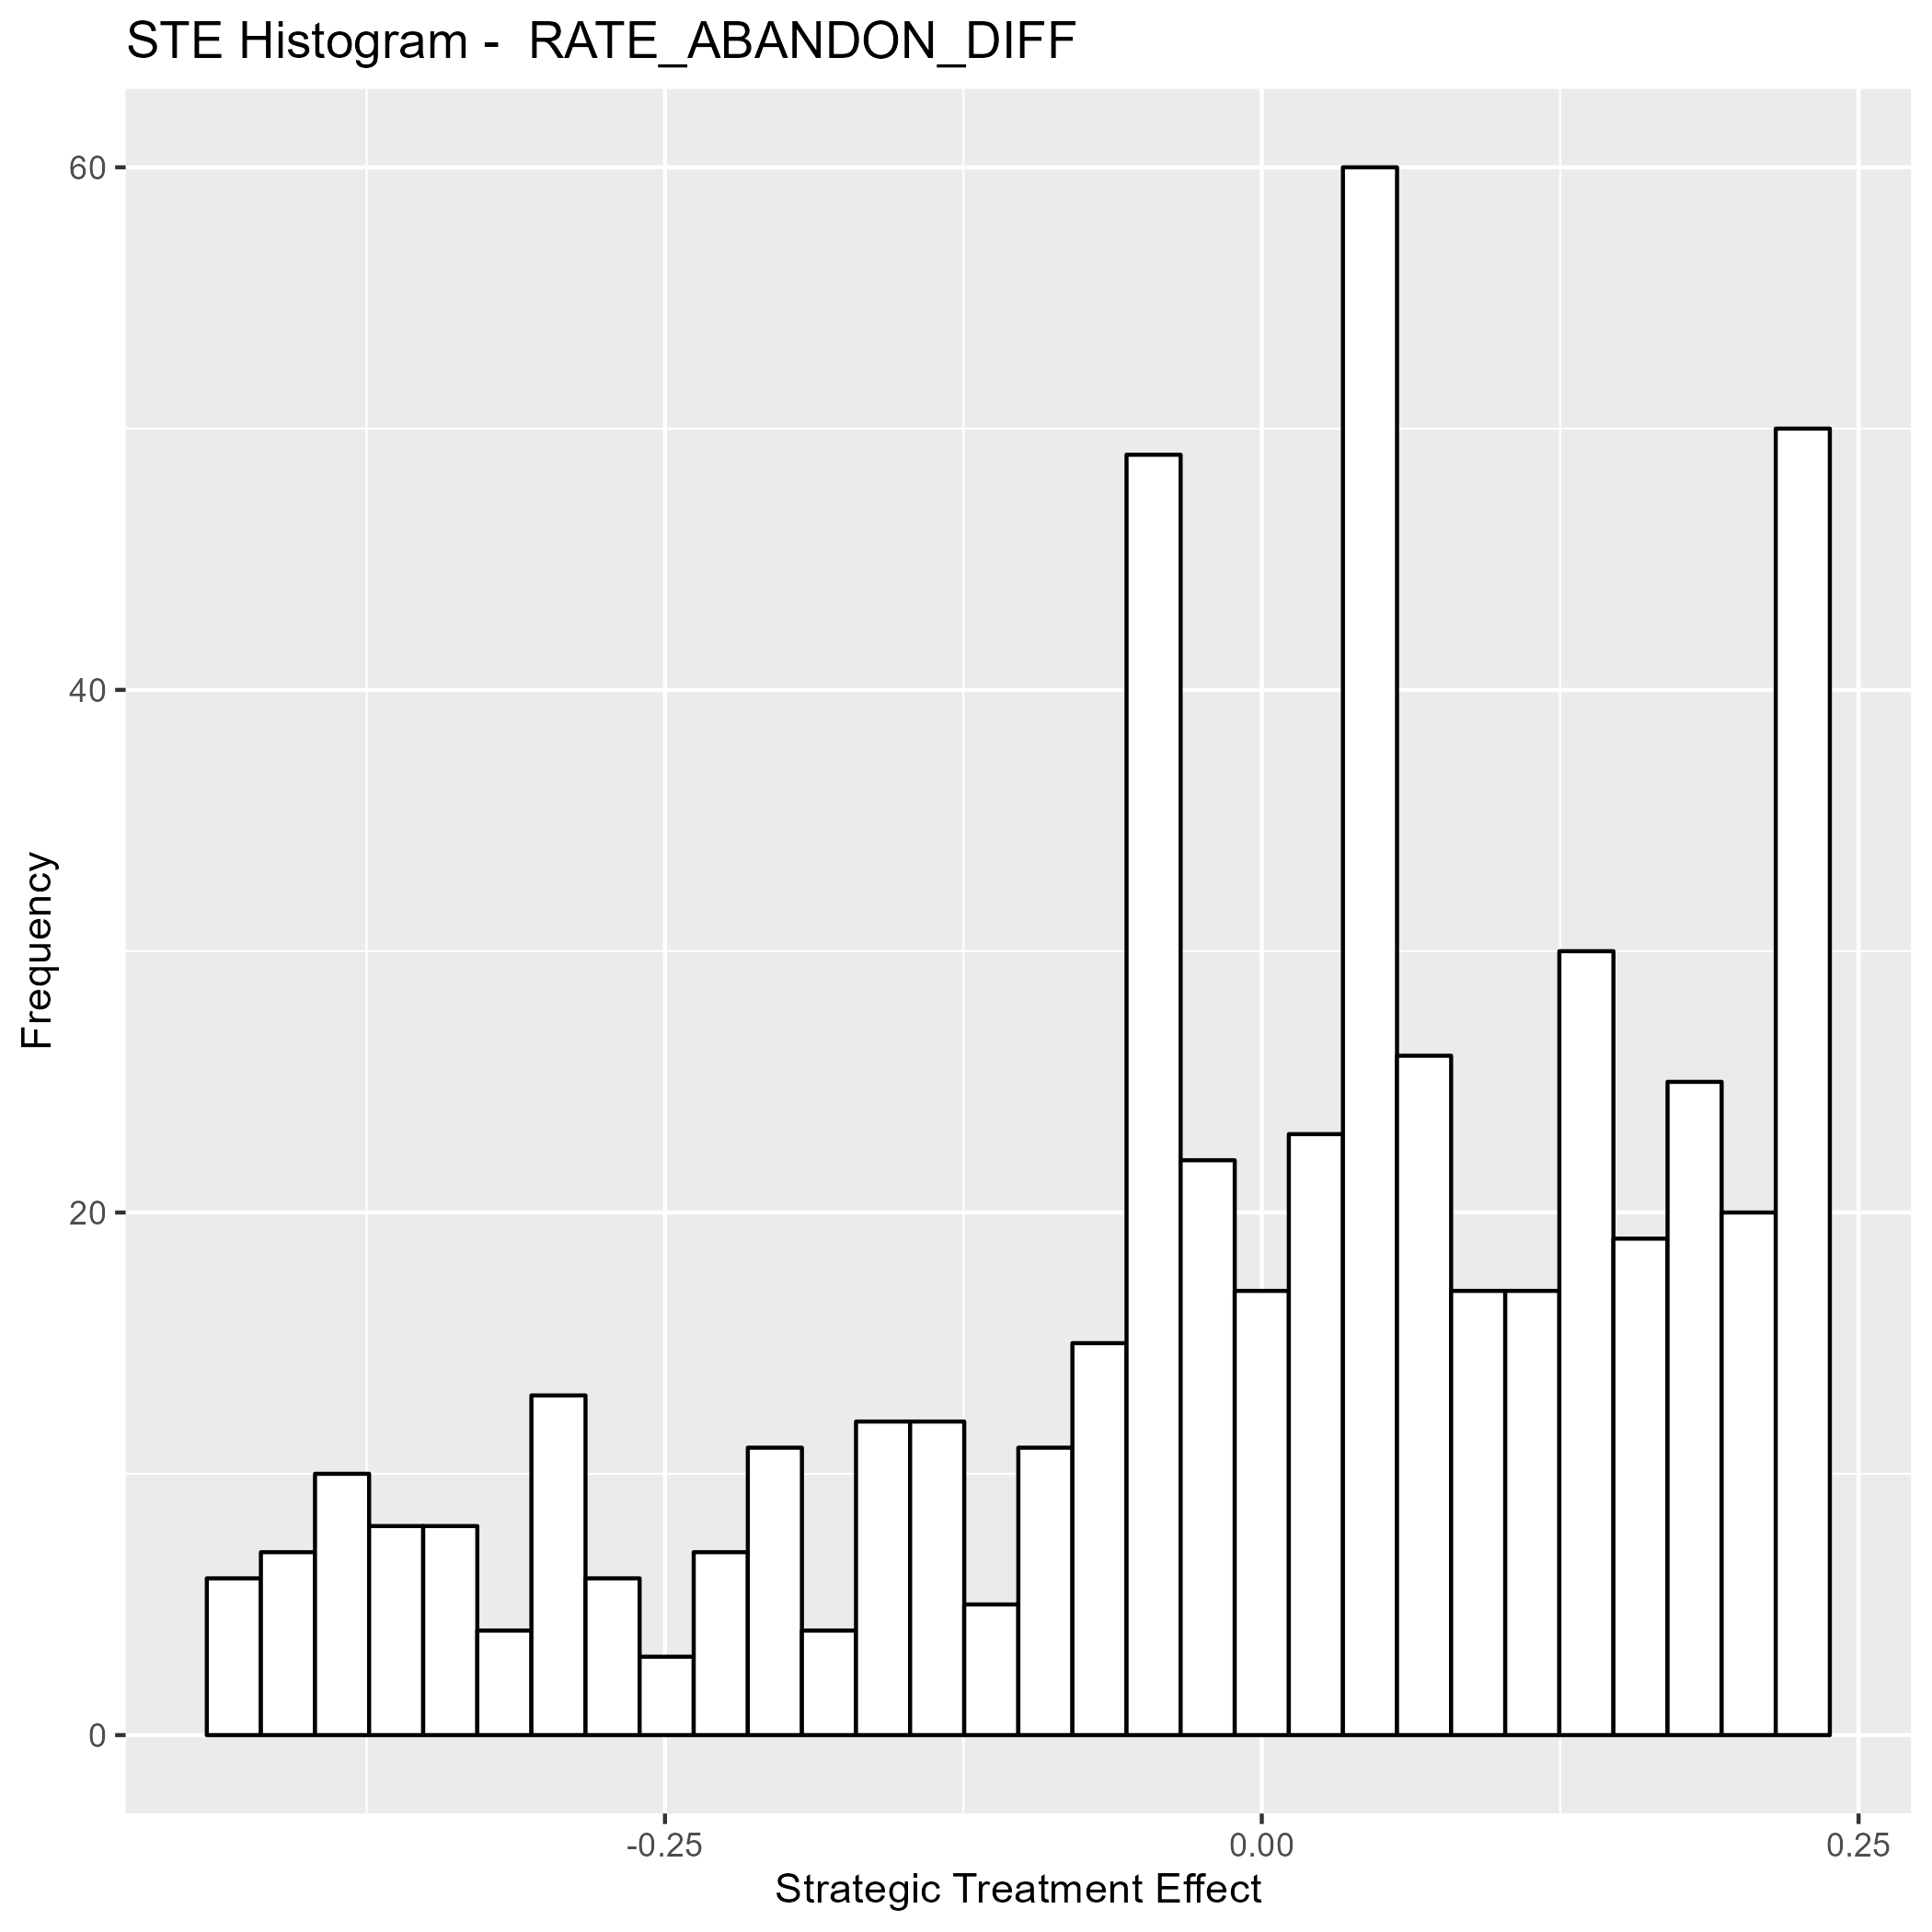 STE Histogram -  RATE_ABANDON_DIFF
60
40
20
0
Frequency
-0.25
0.00
0.25
Strategic Treatment Effect